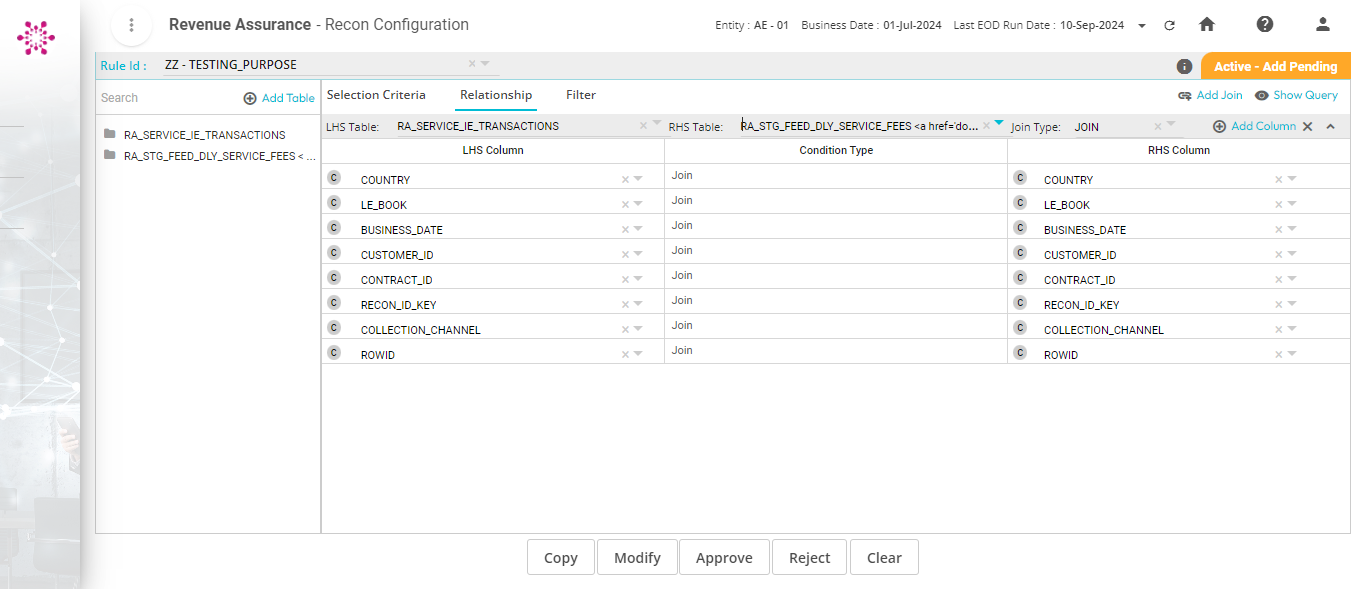 Revenue Assurance - Recon Configuration
Entity : AE - 01 Business Date : 01-Jul-2024 Last EOD Run Date : 10-Sep-2024
Rule Id : ZZ - TESTING_PURPOSE
Active - Add Pending
Search Add Table
RA_SERVICE_IE_TRANSACTIONS
RA_STG_FEED_DLY_SERVICE_FEES < ...
Selection Criteria Relationship Filter
Add Join Show Query
LHS Table: RA_SERVICE_IE_TRANSACTIONS RHS Table: RA_STG_FEED_DLY_SERVICE_FEES <a href='do... Join Type: JOIN Add Column
LHS Column Condition Type RHS Column
C COUNTRY Join C COUNTRY
C LE_BOOK Join C LE_BOOK
C BUSINESS_DATE Join C BUSINESS_DATE
C CUSTOMER_ID Join C CUSTOMER_ID
C CONTRACT_ID Join C CONTRACT_ID
C RECON_ID_KEY Join C RECON_ID_KEY
C COLLECTION_CHANNEL Join C COLLECTION_CHANNEL
C ROWID Join C ROWID
Copy Modify Approve Reject Clear